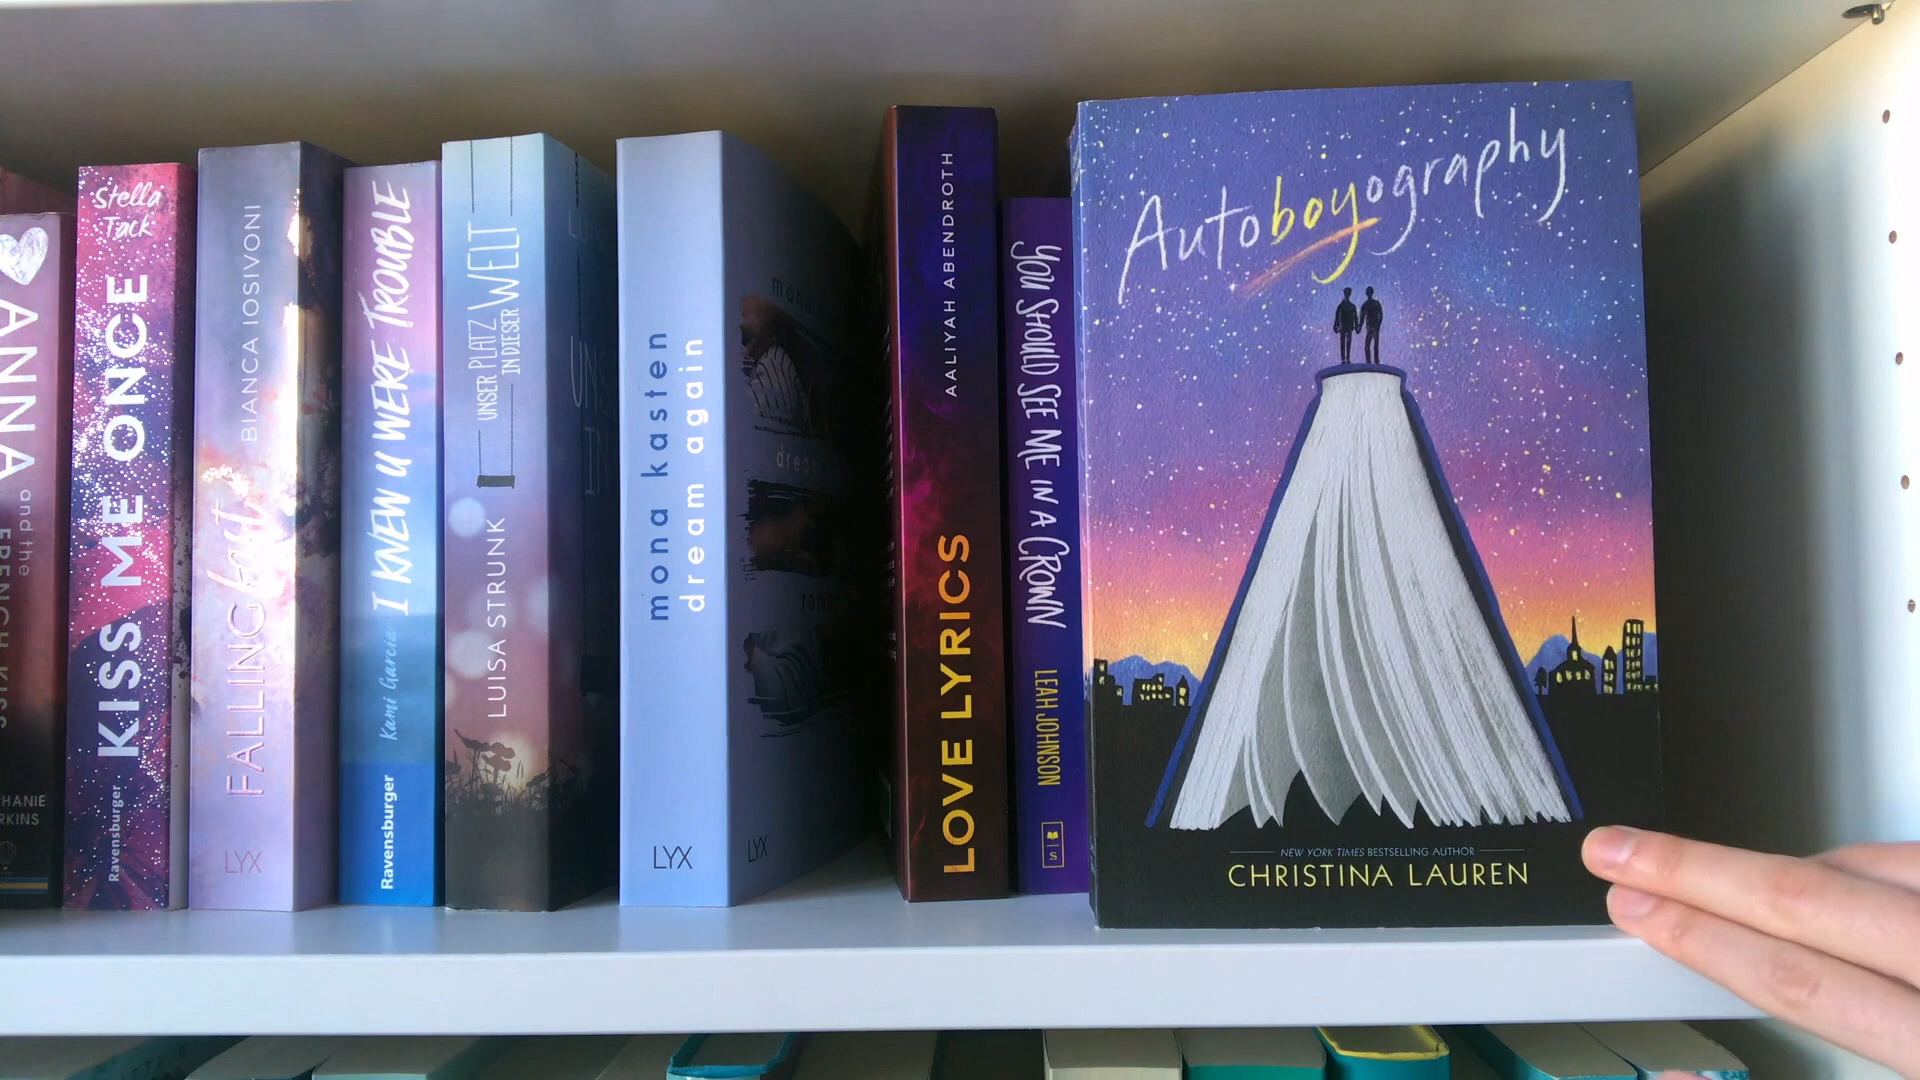 ANNA and the FRENCH KISS
Stella
Tack
KISS ME ONCE
Ravensburger
BIANCA IOSIVONI
FALLING fast
LYX
I KNEW U WERE TROUBLE
Kami Garcia
Ravensburger
UNSER PLATZ
IN DIESER WELT
LUISA STRUNK
mona kasten
dream again
LYX
LYX
AALIYAH ABENDROTH
LOVE LYRICS
YOU SHOULD SEE ME IN A CROWN
LEAH JOHNSON
S
Autoboyography
NEW YORK TIMES BESTSELLING AUTHOR
CHRISTINA LAUREN